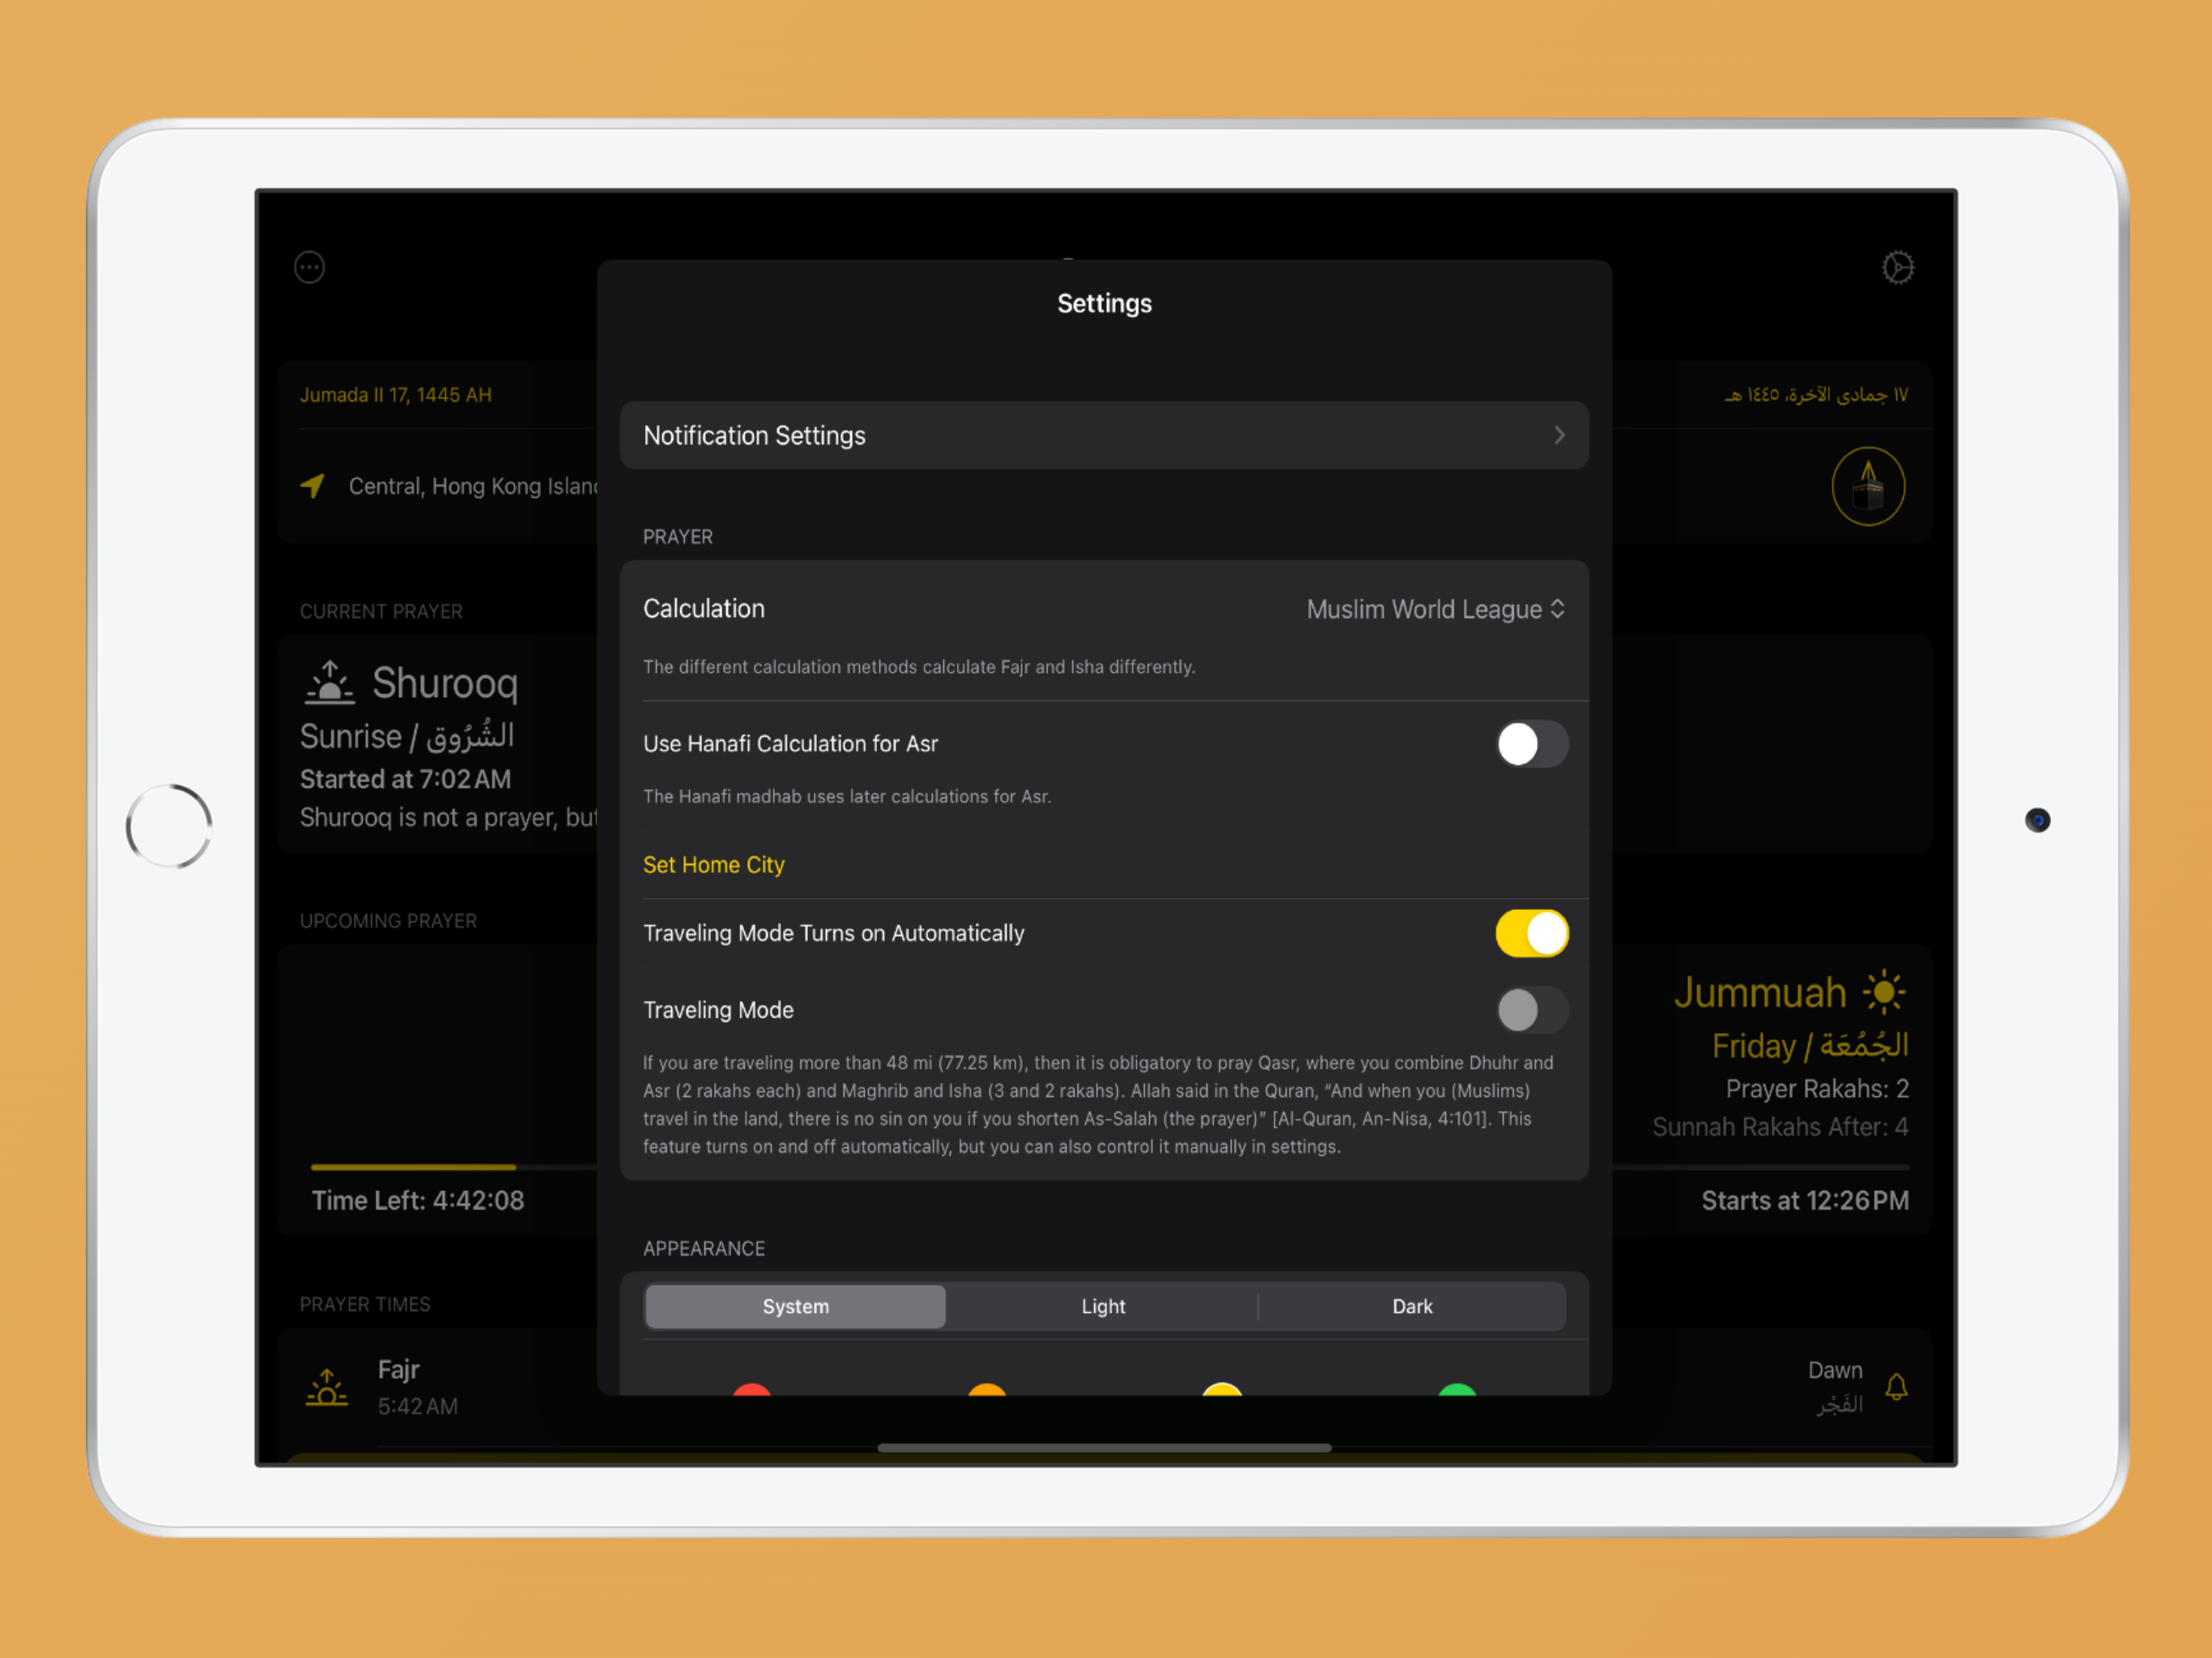 Settings
Jumada II 17, 1445 AH
١٧ جمادى الآخرة، ١٤٤٥ هـ
Central, Hong Kong Island
CURRENT PRAYER
Shurooq
Sunrise / الشُّرُوق
Started at 7:02 AM
Shurooq is not a prayer, but
UPCOMING PRAYER
Time Left: 4:42:08
PRAYER TIMES
Fajr
5:42 AM
Notification Settings
PRAYER
Calculation
Muslim World League
The different calculation methods calculate Fajr and Isha differently.
Use Hanafi Calculation for Asr
The Hanafi madhab uses later calculations for Asr.
Set Home City
Traveling Mode Turns on Automatically
Traveling Mode
If you are traveling more than 48 mi (77.25 km), then it is obligatory to pray Qasr, where you combine Dhuhr and
Asr (2 rakahs each) and Maghrib and Isha (3 and 2 rakahs). Allah said in the Quran, “And when you (Muslims)
travel in the land, there is no sin on you if you shorten As-Salah (the prayer)” [Al-Quran, An-Nisa, 4:101]. This
feature turns on and off automatically, but you can also control it manually in settings.
APPEARANCE
System
Light
Dark
Jummuah
Friday / الجُمُعَة
Prayer Rakahs: 2
Sunnah Rakahs After: 4
Starts at 12:26 PM
Dawn
الفَجْر